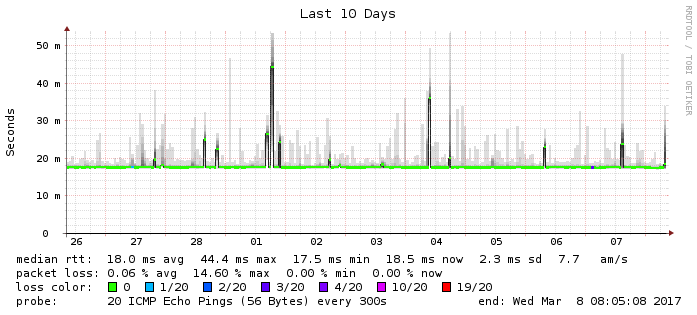 Last 10 Days
RRDTOOL / TOBI OETIKER
Seconds
50 m
40 m
30 m
20 m
10 m
0
26 27 28 01 02 03 04 05 06 07
median rtt: 18.0 ms avg 44.4 ms max 17.5 ms min 18.5 ms now 2.3 ms sd 7.7 am/s
packet loss: 0.06 % avg 14.60 % max 0.00 % min 0.00 % now
loss color: 0 1/20 2/20 3/20 4/20 10/20 19/20
probe: 20 ICMP Echo Pings (56 Bytes) every 300s end: Wed Mar 8 08:05:08 2017